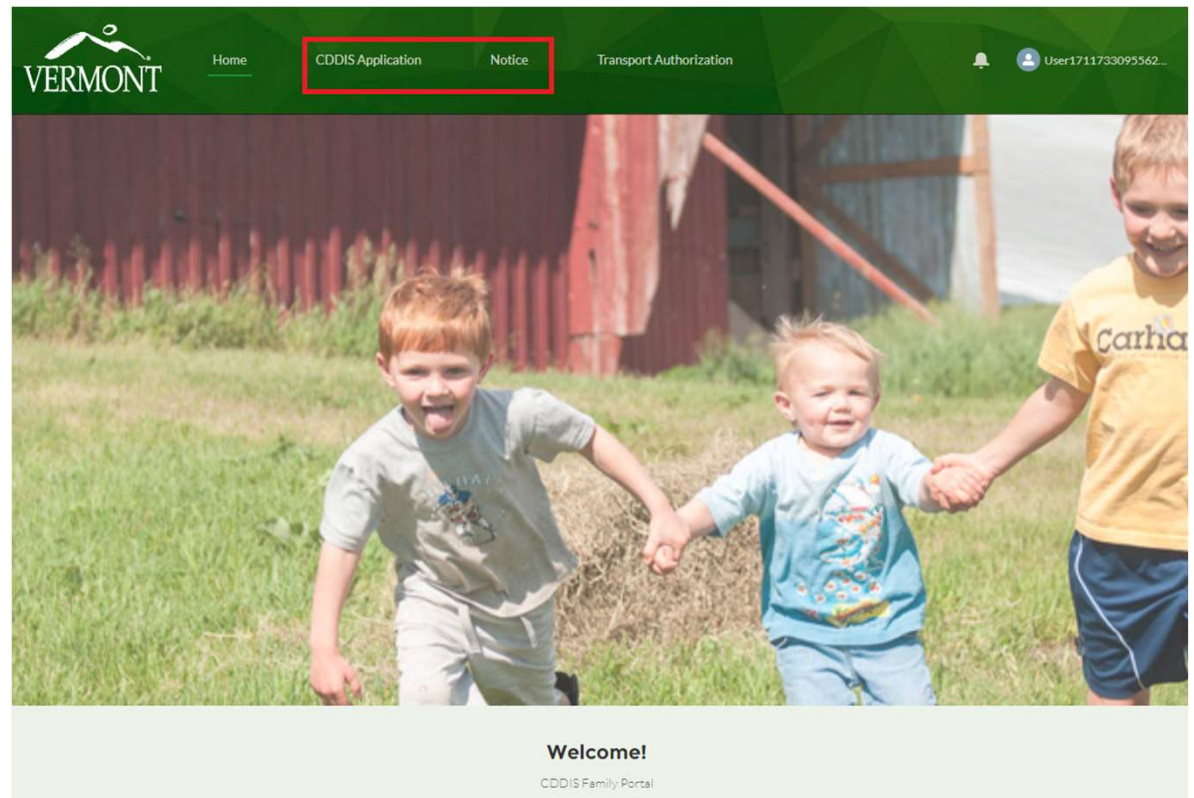 VERMONT
Home CDDIS Application Notice Transport Authorization User1711733095562...
Carha
Welcome!
CDDIS Family Portal